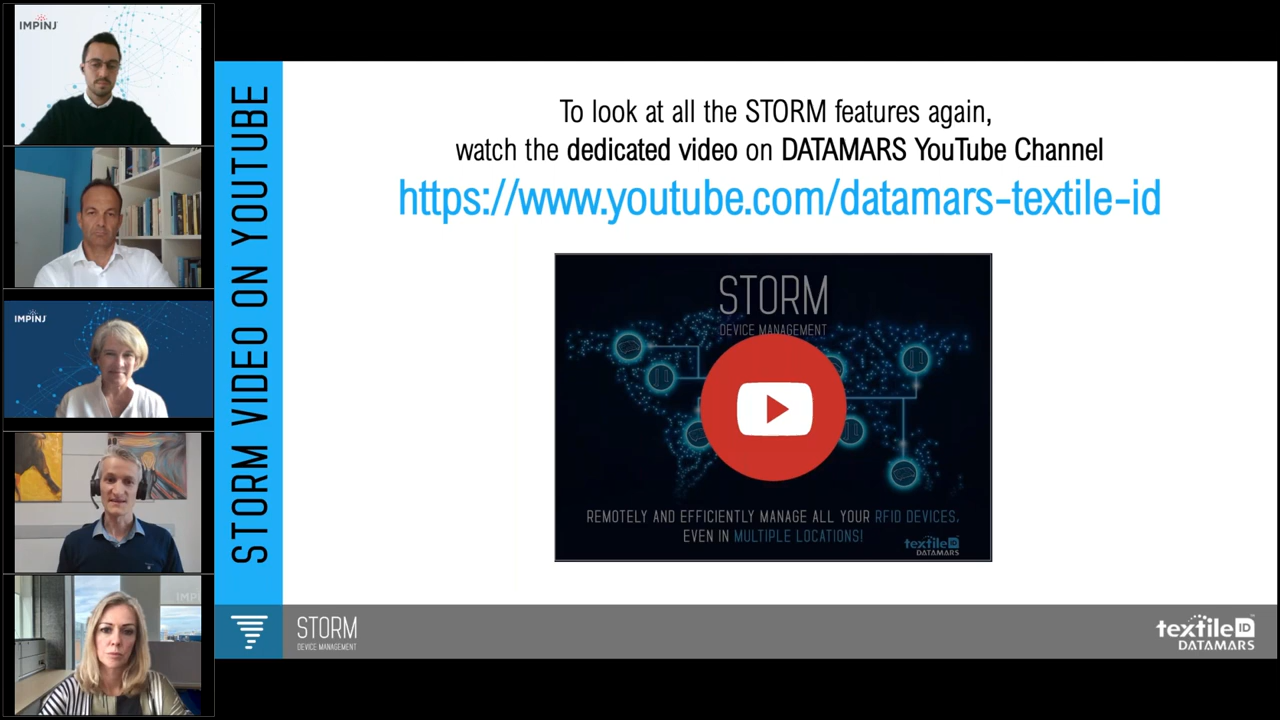 IMPINJ
IMPINJ
STORM VIDEO ON YOUTUBE
To look at all the STORM features again,
watch the dedicated video on DATAMARS YouTube Channel
https://www.youtube.com/datamars-textile-id
STORM
DEVICE MANAGEMENT
REMOTELY AND EFFICIENTLY MANAGE ALL YOUR RFID DEVICES,
EVEN IN MULTIPLE LOCATIONS!
textile ID
DATAMARS
STORM
DEVICE MANAGEMENT
textile ID
DATAMARS